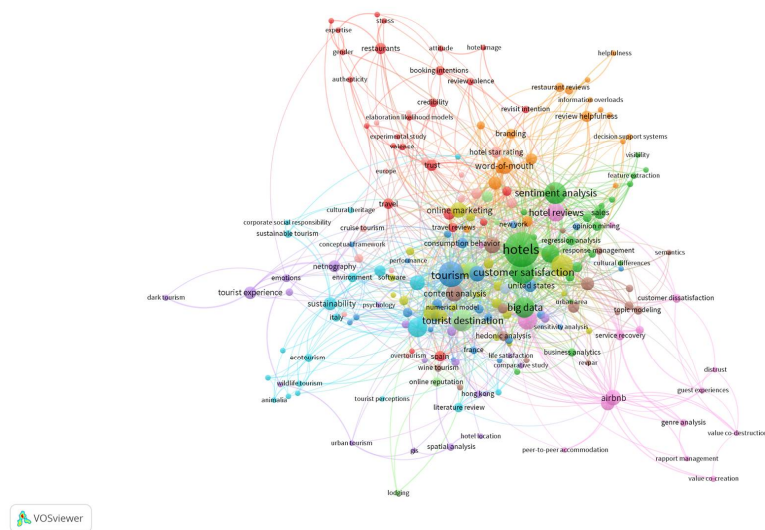 stress
expertise
gender
restaurants
attitude
hotel image
helpfulness
booking intentions
authenticity
review valence
restaurant reviews
information overloads
credibility
revisit intention
elaboration likelihood models
review helpfulness
branding
experimental study
decision support systems
valence
hotel star rating
visibility
trust
word-of-mouth
europe
feature extraction
sentiment analysis
travel
cultural heritage
online marketing
hotel reviews
sales
corporate social responsibility
cruise tourism
travel reviews
new york
opinion mining
sustainable tourism
conceptual framework
consumption behavior
hotels
regression analysis
response management
semantics
performance
cultural differences
netnography
emotions
environment
software
tourism
customer satisfaction
united states
dark tourism
tourist experience
content analysis
customer dissatisfaction
sustainability
psychology
numerical model
big data
urban area
topic modeling
italy
tourist destination
sensitivity analysis
hedonic analysis
service recovery
overtourism
spain
france
life satisfaction
business analytics
ecotourism
wine tourism
comparative study
revpar
distrust
wildlife tourism
online reputation
guest experiences
animalia
tourist perceptions
hong kong
airbnb
literature review
genre analysis
value co-destruction
urban tourism
hotel location
gis
spatial analysis
peer-to-peer accommodation
rapport management
value co-creation
lodging
VOSviewer